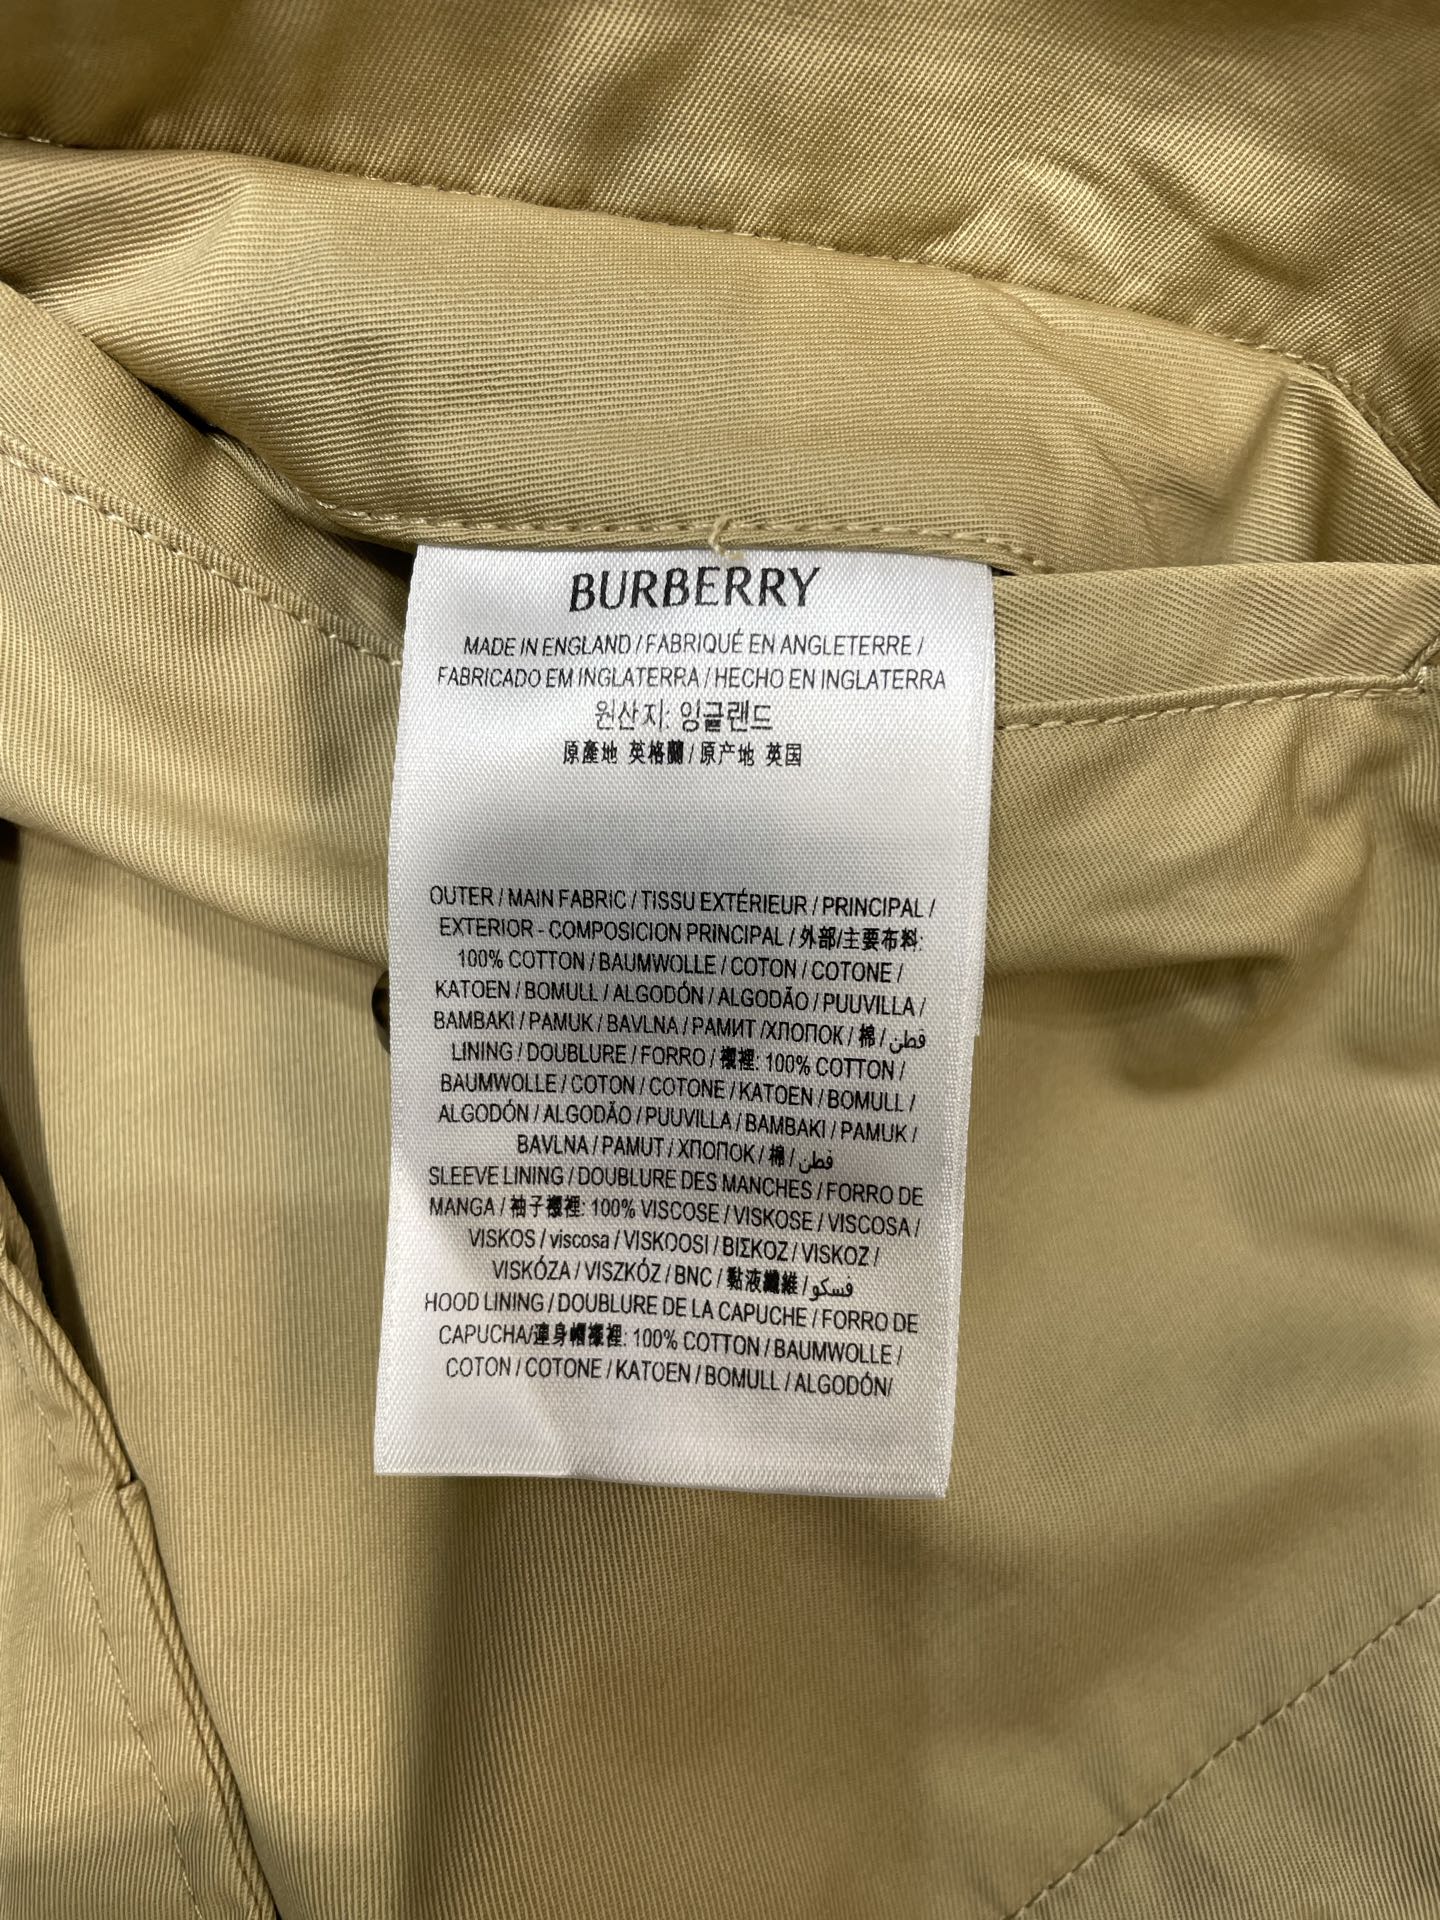 BURBERRY
MADE IN ENGLAND / FABRIQUÉ EN ANGLETERRE /
FABRICADO EM INGLATERRA / HECHO EN INGLATERRA
원산지: 잉글랜드
原產地 英格蘭 / 原产地 英国
OUTER / MAIN FABRIC / TISSU EXTÉRIEUR / PRINCIPAL /
EXTERIOR - COMPOSICION PRINCIPAL / 外部/主要布料:
100% COTTON / BAUMWOLLE / COTON / COTONE /
KATOEN / BOMULL / ALGODÓN / ALGODÃO / PUUVILLA /
BAMBAKI / PAMUK / BAVLNA / PAMИT /ХЛОПОК / 棉 / قطن
LINING / DOUBLURE / FORRO / 襯裡: 100% COTTON /
BAUMWOLLE / COTON / COTONE / KATOEN / BOMULL /
ALGODÓN / ALGODÃO / PUUVILLA / BAMBAKI / PAMUK /
BAVLNA / PAMUT / ХЛОПОК / 棉 / قطن
SLEEVE LINING / DOUBLURE DES MANCHES / FORRO DE
MANGA / 袖子襯裡: 100% VISCOSE / VISKOSE / VISCOSA /
VISKOS / viscosa / VISKOOSI / ΒΙΣΚΟΖ / VISKOZ /
VISKÓZA / VISZKÓZ / BNC / 黏液纖維 / فسكو
HOOD LINING / DOUBLURE DE LA CAPUCHE / FORRO DE
CAPUCHA/連身帽襯裡: 100% COTTON / BAUMWOLLE /
COTON / COTONE / KATOEN / BOMULL / ALGODÓN/